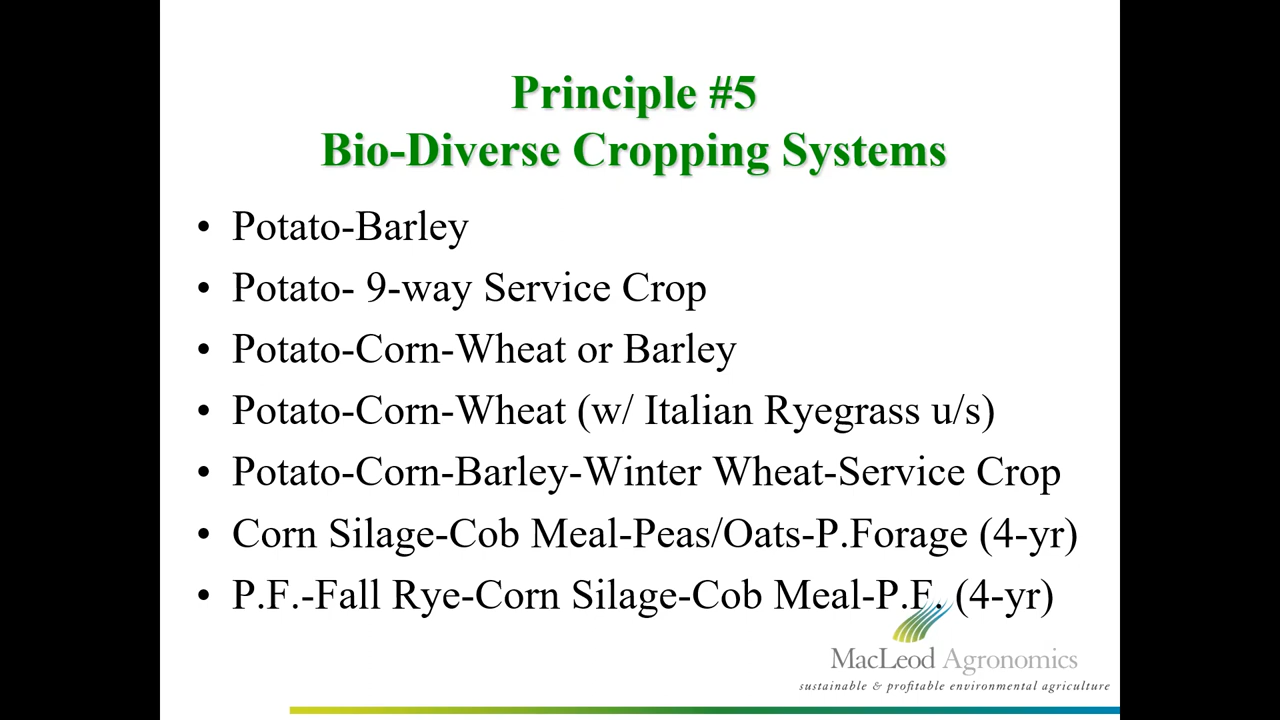 Principle #5
Bio-Diverse Cropping Systems
• Potato-Barley
• Potato- 9-way Service Crop
• Potato-Corn-Wheat or Barley
• Potato-Corn-Wheat (w/ Italian Ryegrass u/s)
• Potato-Corn-Barley-Winter Wheat-Service Crop
• Corn Silage-Cob Meal-Peas/Oats-P.Forage (4-yr)
• P.F.-Fall Rye-Corn Silage-Cob Meal-P.F. (4-yr)
MacLeod Agronomics
sustainable & profitable environmental agriculture